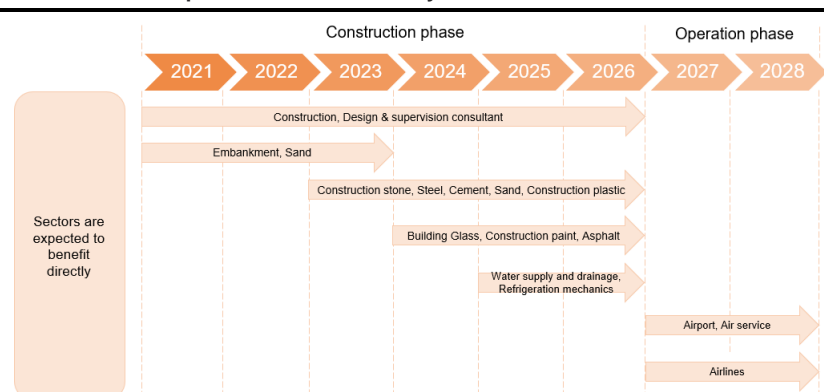 Construction phase
Operation phase
2021
2022
2023
2024
2025
2026
2027
2028
Construction, Design & supervision consultant
Embankment, Sand
Construction stone, Steel, Cement, Sand, Construction plastic
Sectors are
expected to
benefit
directly
Building Glass, Construction paint, Asphalt
Water supply and drainage,
Refrigeration mechanics
Airport, Air service
Airlines